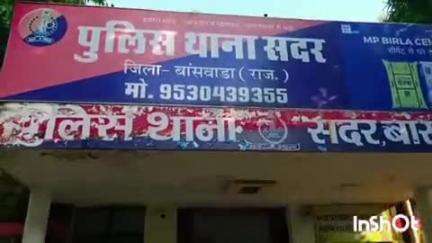 पुलिस थाना सदर
जिला- बांसवाडा ( राज. )
मो. 9530439355
MP BIRLA CE
पुलिस थाना सदर, बांस
InShOt